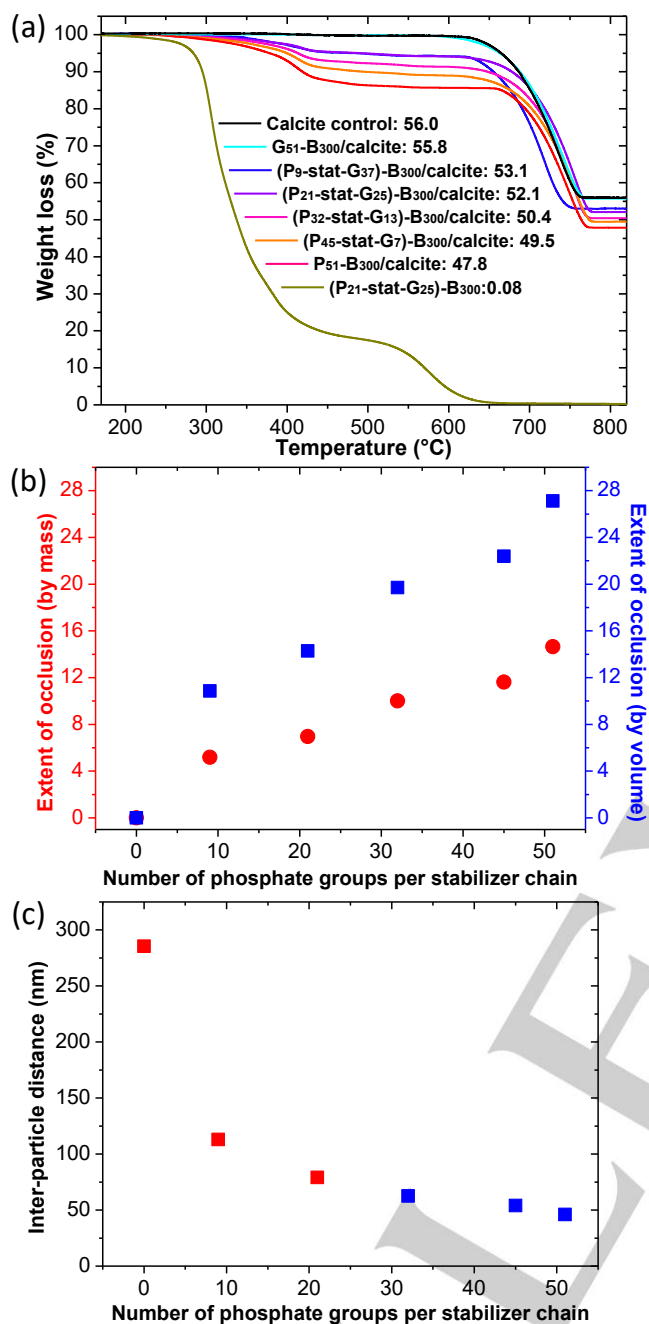 (a)
100
90
80
70
60
50
40
30
20
10
0
Weight loss (%)
Calcite control: 56.0
G51-B300/calcite: 55.8
(P9-stat-G37)-B300/calcite: 53.1
(P21-stat-G25)-B300/calcite: 52.1
(P32-stat-G13)-B300/calcite: 50.4
(P45-stat-G7)-B300/calcite: 49.5
P51-B300/calcite: 47.8
(P21-stat-G25)-B300:0.08
200 300 400 500 600 700 800
Temperature (°C)
(b)
28
24
20
16
12
8
4
0
Extent of occlusion (by mass)
28
24
20
16
12
8
4
0
Extent of occlusion (by volume)
0 10 20 30 40 50
Number of phosphate groups per stabilizer chain
(c)
300
250
200
150
100
50
0
Inter-particle distance (nm)
0 10 20 30 40 50
Number of phosphate groups per stabilizer chain